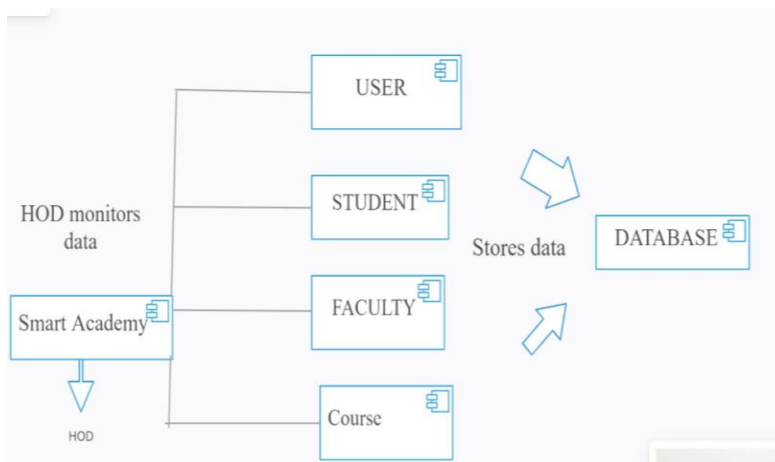 USER
STUDENT
HOD monitors
data
Stores data
DATABASE
Smart Academy
FACULTY
Course
HOD